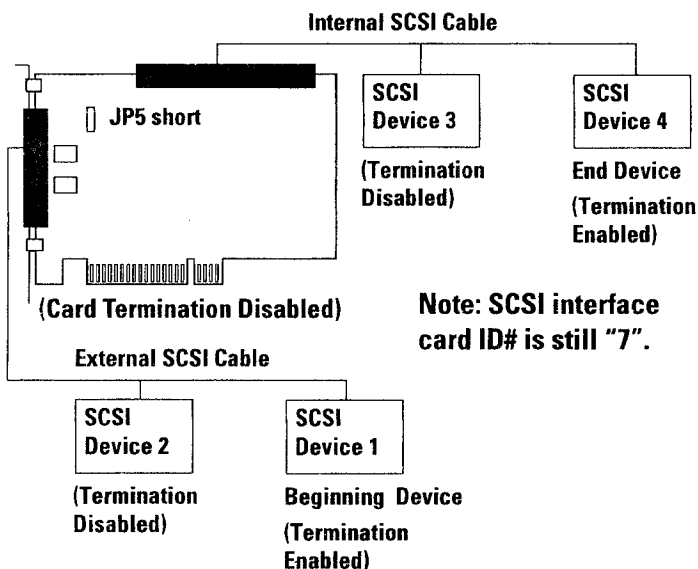 Internal SCSI Cable
JP5 short
SCSI
Device 3
(Termination
Disabled)
SCSI
Device 4
End Device
(Termination
Enabled)
(Card Termination Disabled)
Note: SCSI interface
card ID# is still "7".
External SCSI Cable
SCSI
Device 2
(Termination
Disabled)
SCSI
Device 1
Beginning Device
(Termination
Enabled)